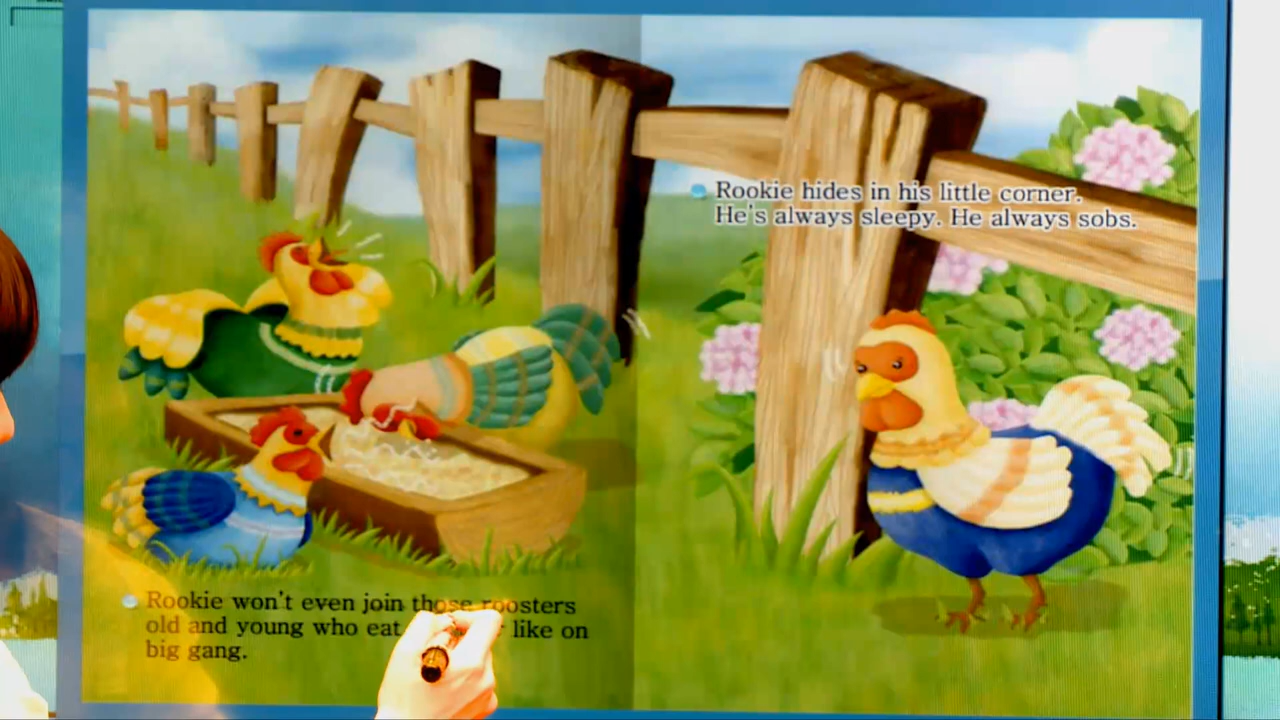 Rookie won't even join those roosters
old and young who eat like on
big gang.
Rookie hides in his little corner.
He's always sleepy. He always sobs.